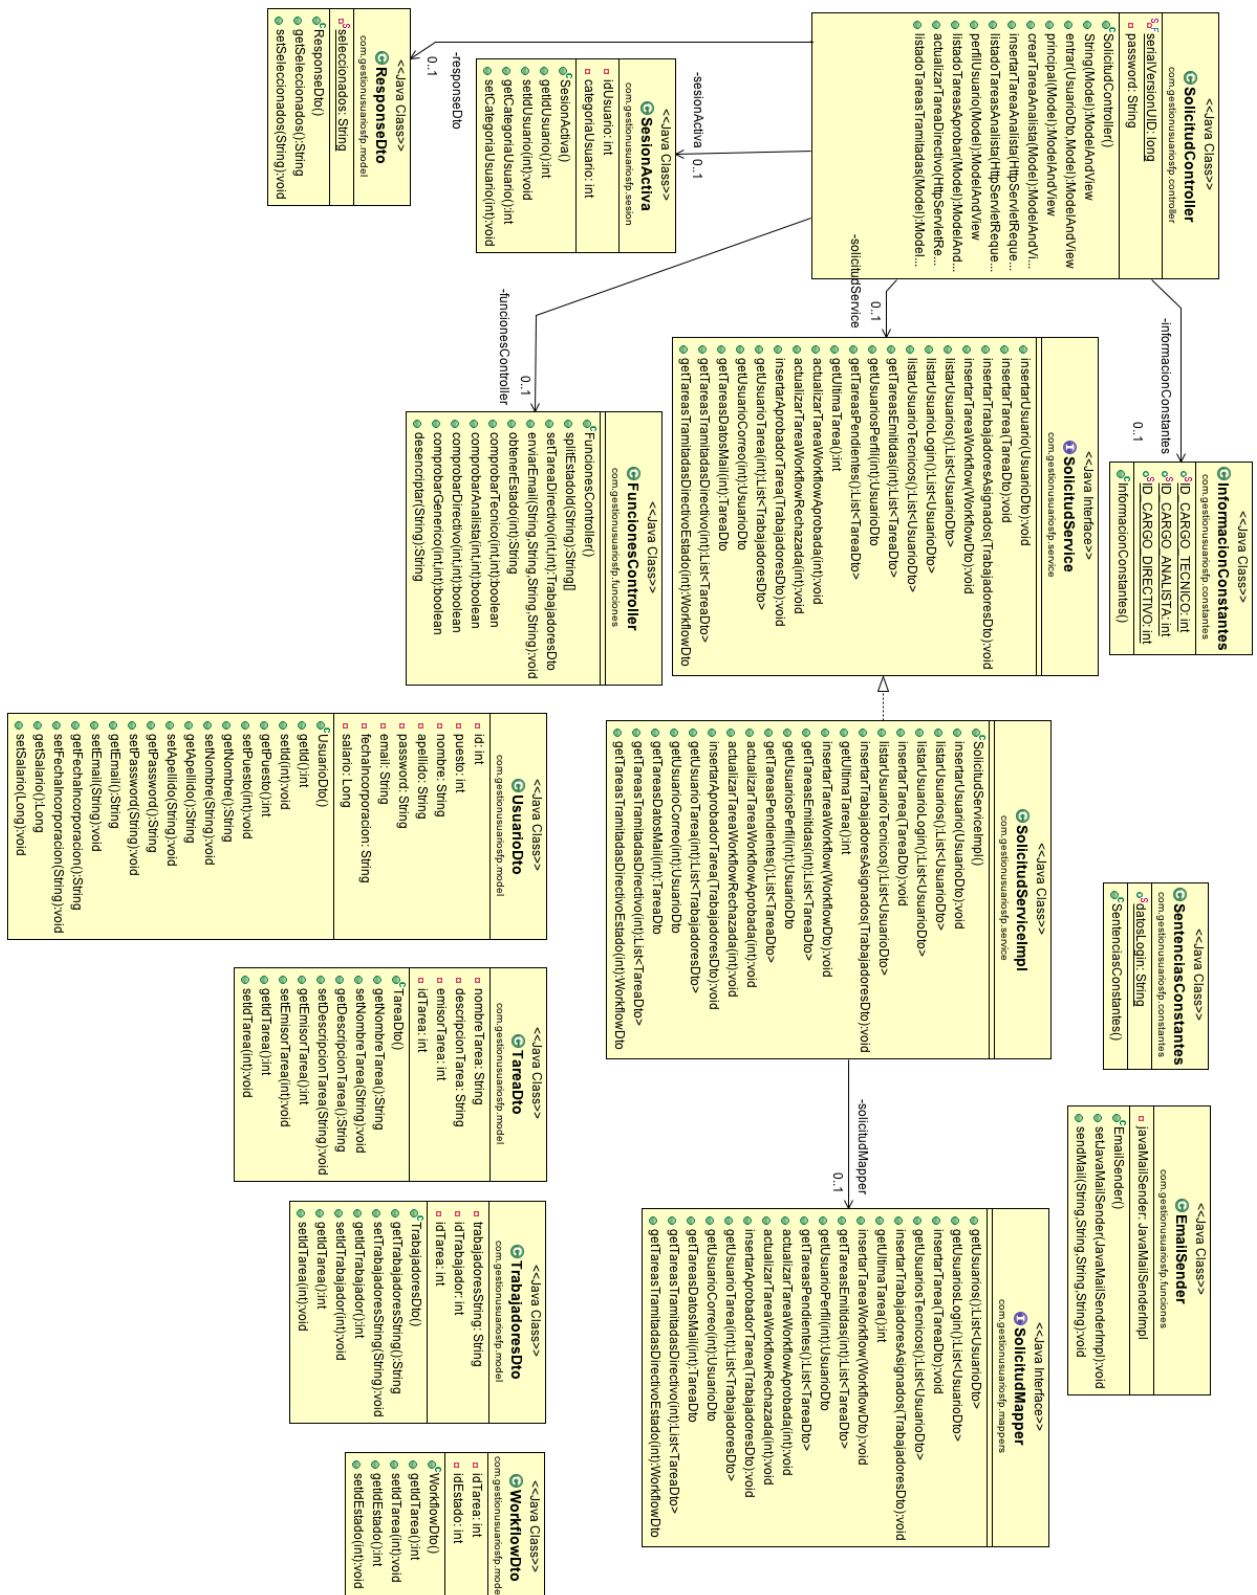 <<Java Class>>
SolicitudController
com.gestionusuariosfp.controller
serialVersionUID: long
password: String
SolicitudController()
String(Model):ModelAndView
entrar(UsuarioDto,Model):ModelAndView
principal(Model):ModelAndView
crearTareaAnalista(Model):ModelAndVi...
insertarTareaAnalista(HttpServletReque...
listadoTareasAnalista(HttpServletReque...
perfilUsuario(Model):ModelAndView
listadoTareasAprobar(Model):ModelAnd...
actualizarTareaDirectivo(HttpServletRe...
listadoTareasTramitadas(Model):Model...
-informacionConstantes
0..1
<<Java Class>>
InformacionConstantes
com.gestionusuariosfp.constantes
ID_CARGO_TECNICO: int
ID_CARGO_ANALISTA: int
ID_CARGO_DIRECTIVO: int
InformacionConstantes()
<<Java Class>>
SentenciasConstantes
com.gestionusuariosfp.constantes
datosLogin: String
SentenciasConstantes()
<<Java Class>>
EmailSender
com.gestionusuariosfp.funciones
javaMailSender: JavaMailSenderImpl
EmailSender()
setJavaMailSender(JavaMailSenderImpl):void
sendMail(String,String,String,String):void
-solicitudService
0..1
<<Java Interface>>
SolicitudService
com.gestionusuariosfp.service
insertarUsuario(UsuarioDto):void
insertarTarea(TareaDto):void
insertarTrabajadoresAsignados(TrabajadoresDto):void
insertarTareaWorkflow(WorkflowDto):void
listarUsuarios():List<UsuarioDto>
listarUsuarioLogin():List<UsuarioDto>
listarUsuarioTecnicos():List<UsuarioDto>
getTareasEmitidas(int):List<TareaDto>
getUsuariosPerfil(int):UsuarioDto
getTareasPendientes():List<TareaDto>
getUltimaTarea():int
actualizarTareaWorkflowAprobada(int):void
actualizarTareaWorkflowRechazada(int):void
insertarAprobadorTarea(TrabajadoresDto):void
getUsuarioTarea(int):List<TrabajadoresDto>
getUsuarioCorreo(int):UsuarioDto
getTareasDatosMail(int):TareaDto
getTareasTramitadasDirectivo(int):List<TareaDto>
getTareasTramitadasDirectivoEstado(int):WorkflowDto
<<Java Class>>
SolicitudServiceImpl
com.gestionusuariosfp.service
SolicitudServiceImpl()
insertarUsuario(UsuarioDto):void
listarUsuarios():List<UsuarioDto>
listarUsuarioLogin():List<UsuarioDto>
insertarTarea(TareaDto):void
listarUsuarioTecnicos():List<UsuarioDto>
insertarTrabajadoresAsignados(TrabajadoresDto):void
getUltimaTarea():int
insertarTareaWorkflow(WorkflowDto):void
getTareasEmitidas(int):List<TareaDto>
getUsuariosPerfil(int):UsuarioDto
getTareasPendientes():List<TareaDto>
actualizarTareaWorkflowAprobada(int):void
actualizarTareaWorkflowRechazada(int):void
insertarAprobadorTarea(TrabajadoresDto):void
getUsuarioTarea(int):List<TrabajadoresDto>
getUsuarioCorreo(int):UsuarioDto
getTareasDatosMail(int):TareaDto
getTareasTramitadasDirectivo(int):List<TareaDto>
getTareasTramitadasDirectivoEstado(int):WorkflowDto
-solicitudMapper
0..1
<<Java Interface>>
SolicitudMapper
com.gestionusuariosfp.mappers
getUsuarios():List<UsuarioDto>
getUsuariosLogin():List<UsuarioDto>
insertarTarea(TareaDto):void
getUsuariosTecnicos():List<UsuarioDto>
insertarTrabajadoresAsignados(TrabajadoresDto):void
getUltimaTarea():int
insertarTareaWorkflow(WorkflowDto):void
getTareasEmitidas(int):List<TareaDto>
getUsuarioPerfil(int):UsuarioDto
getTareasPendientes():List<TareaDto>
actualizarTareaWorkflowAprobada(int):void
actualizarTareaWorkflowRechazada(int):void
insertarAprobadorTarea(TrabajadoresDto):void
getUsuarioTarea(int):List<TrabajadoresDto>
getUsuarioCorreo(int):UsuarioDto
getTareasDatosMail(int):TareaDto
getTareasTramitadasDirectivo(int):List<TareaDto>
getTareasTramitadasDirectivoEstado(int):WorkflowDto
-sesionActiva
0..1
<<Java Class>>
SesionActiva
com.gestionusuariosfp.sesion
idUsuario: int
categoriaUsuario: int
SesionActiva()
getIdUsuario():int
setIdUsuario(int):void
getCategoriaUsuario():int
setCategoriaUsuario(int):void
-funcionesController
0..1
<<Java Class>>
FuncionesController
com.gestionusuariosfp.funciones
FuncionesController()
splitEstadoId(String):String[]
setTareaDirectivo(int,int):TrabajadoresDto
enviarEmail(String,String,String,String):void
obtenerEstado(int):String
comprobarTecnico(int,int):boolean
comprobarAnalista(int,int):boolean
comprobarDirectivo(int,int):boolean
comprobarGenerico(int,int):boolean
desencriptar(String):String
-responseDto
0..1
<<Java Class>>
ResponseDto
com.gestionusuariosfp.model
seleccionados: String
ResponseDto()
getSeleccionados():String
setSeleccionados(String):void
<<Java Class>>
UsuarioDto
com.gestionusuariosfp.model
id: int
puesto: int
nombre: String
apellido: String
password: String
email: String
fechaIncorporacion: String
salario: Long
UsuarioDto()
getId():int
setId(int):void
getPuesto():int
setPuesto(int):void
getNombre():String
setNombre(String):void
getApellido():String
setApellido(String):void
getPassword():String
setPassword(String):void
getEmail():String
setEmail(String):void
getFechaIncorporacion():String
setFechaIncorporacion(String):void
getSalario():Long
setSalario(Long):void
<<Java Class>>
TareaDto
com.gestionusuariosfp.model
nombreTarea: String
descripcionTarea: String
emisorTarea: int
idTarea: int
TareaDto()
getNombreTarea():String
setNombreTarea(String):void
getDescripcionTarea():String
setDescripcionTarea(String):void
getEmisorTarea():int
setEmisorTarea(int):void
getIdTarea():int
setIdTarea(int):void
<<Java Class>>
TrabajadoresDto
com.gestionusuariosfp.model
trabajadoresString: String
idTrabajador: int
idTarea: int
TrabajadoresDto()
getTrabajadoresString():String
setTrabajadoresString(String):void
getIdTrabajador():int
setIdTrabajador(int):void
getIdTarea():int
setIdTarea(int):void
<<Java Class>>
WorkflowDto
com.gestionusuariosfp.model
idTarea: int
idEstado: int
WorkflowDto()
getIdTarea():int
setIdTarea(int):void
getIdEstado():int
setIdEstado(int):void